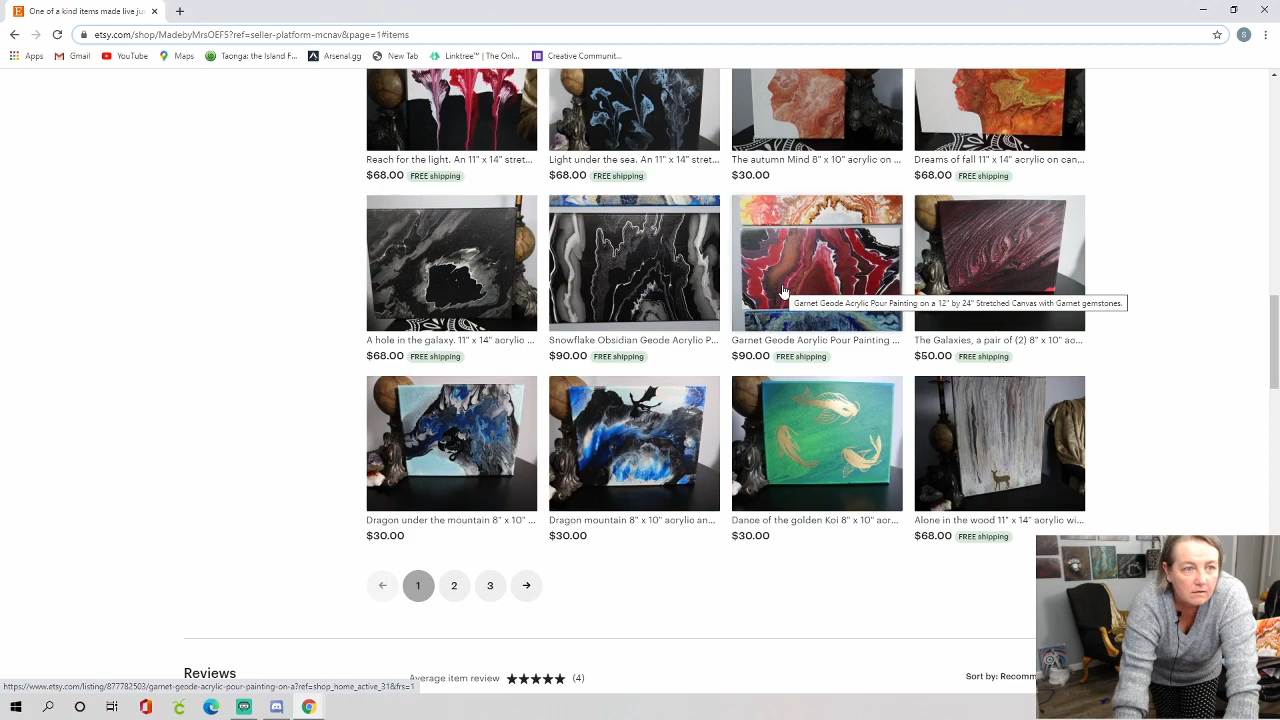 One of a kind items made live ju
etsy.com/shop/MadebyMrsOEF5?ref=seller-platform-mcnav&page=1#items
S
Apps Gmail YouTube Maps Taonga: the Island F... Arsenal.gg New Tab Linktree™ | The Onl... Creative Communit...
Reach for the light. An 11" x 14" stret... Light under the sea. An 11" x 14" stret... The autumn Mind 8" x 10" acrylic on ... Dreams of fall 11" x 14" acrylic on can...
$68.00 FREE shipping $68.00 FREE shipping $30.00 $68.00 FREE shipping
Garnet Geode Acrylic Pour Painting on a 12" by 24" Stretched Canvas with Garnet gemstones.
A hole in the galaxy. 11" x 14" acrylic ... Snowflake Obsidian Geode Acrylic P... Garnet Geode Acrylic Pour Painting ... The Galaxies, a pair of (2) 8" x 10" ac...
$68.00 FREE shipping $90.00 FREE shipping $90.00 FREE shipping $50.00 FREE shipping
Dragon under the mountain 8" x 10" ... Dragon mountain 8" x 10" acrylic an... Dance of the golden Koi 8" x 10" acr... Alone in the wood 11" x 14" acrylic wi...
$30.00 $30.00 $30.00 $68.00 FREE shipping
1 2 3
Reviews Average item review (4) Sort by: Recomm
https://www.etsy.com/listing/877782503/garnet-geode-acrylic-pour-painting-on-a?ref=shop_home_active_31&frs=1